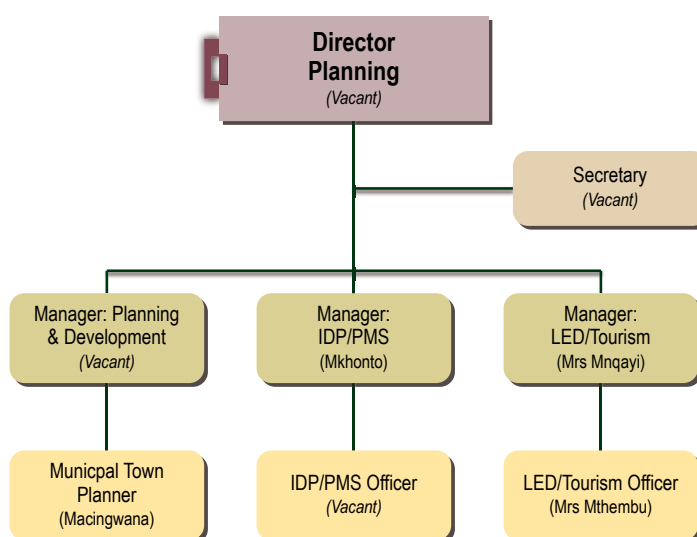 Director
Planning
(Vacant)
Secretary
(Vacant)
Manager: Planning
& Development
(Vacant)
Manager:
IDP/PMS
(Mkhonto)
Manager:
LED/Tourism
(Mrs Mnqayi)
Municpal Town
Planner
(Macingwana)
IDP/PMS Officer
(Vacant)
LED/Tourism Officer
(Mrs Mthembu)